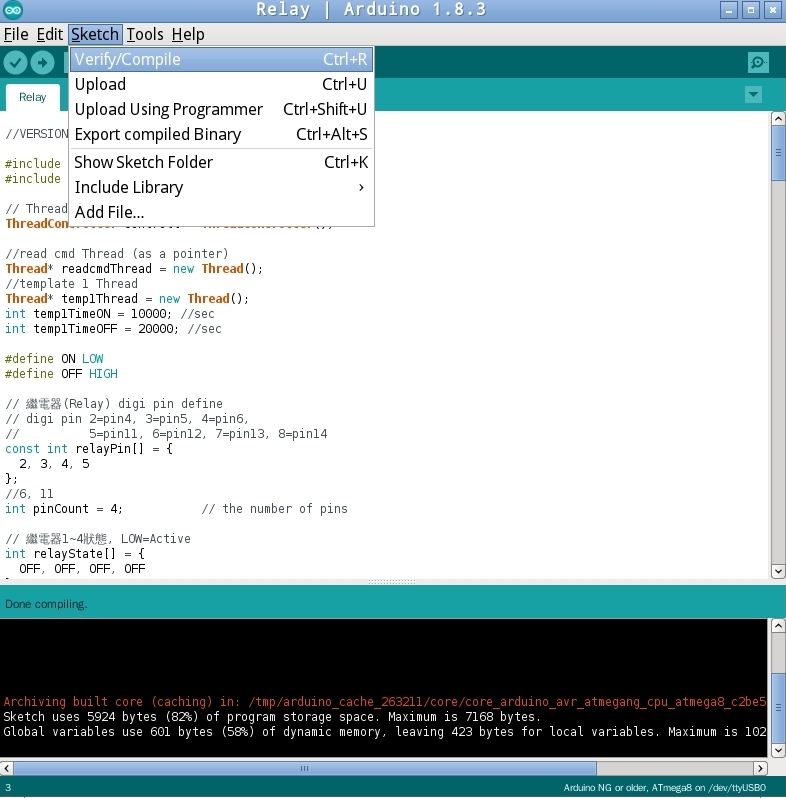 Relay | Arduino 1.8.3
File Edit Sketch Tools Help
Verify/Compile Ctrl+R
Upload Ctrl+U
Upload Using Programmer Ctrl+Shift+U
Export compiled Binary Ctrl+Alt+S
Show Sketch Folder Ctrl+K
Include Library ›
Add File...
Relay
//VERSION
#include
#include
// Thread
//read cmd Thread (as a pointer)
Thread* readcmdThread = new Thread();
//template 1 Thread
Thread* temp1Thread = new Thread();
int temp1TimeON = 10000; //sec
int temp1TimeOFF = 20000; //sec
#define ON LOW
#define OFF HIGH
// 繼電器(Relay) digi pin define
// digi pin 2=pin4, 3=pin5, 4=pin6,
// 5=pin11, 6=pin12, 7=pin13, 8=pin14
const int relayPin[] = {
2, 3, 4, 5
};
//6, 11
int pinCount = 4; // the number of pins
// 繼電器1~4狀態, LOW=Active
int relayState[] = {
OFF, OFF, OFF, OFF
Done compiling.
Archiving built core (caching) in: /tmp/arduino_cache_263211/core/core_arduino_avr_atmegang_cpu_atmega8_c2be5
Sketch uses 5924 bytes (82%) of program storage space. Maximum is 7168 bytes.
Global variables use 601 bytes (58%) of dynamic memory, leaving 423 bytes for local variables. Maximum is 102
3 Arduino NG or older, ATmega8 on /dev/ttyUSB0